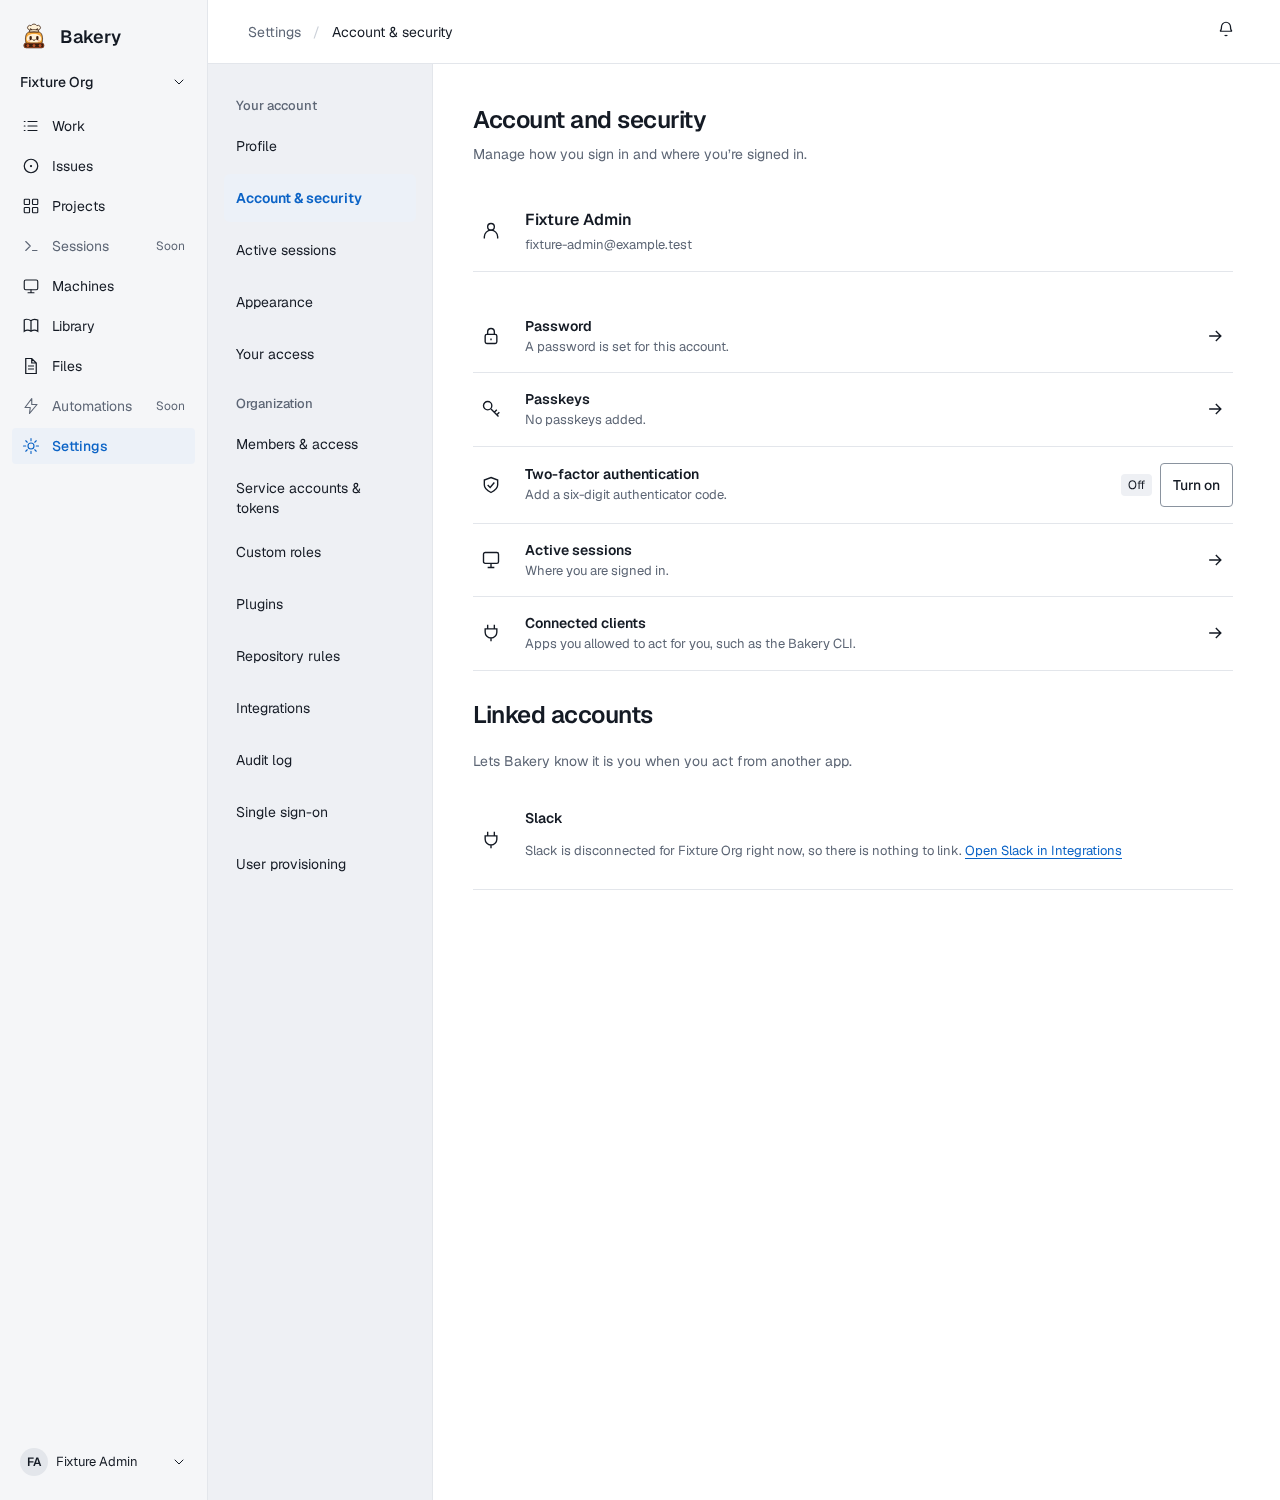 Bakery
Fixture Org
Work
Issues
Projects
Sessions Soon
Machines
Library
Files
Automations Soon
Settings
FA Fixture Admin
Settings / Account & security
Your account
Profile
Account & security
Active sessions
Appearance
Your access
Organization
Members & access
Service accounts &
tokens
Custom roles
Plugins
Repository rules
Integrations
Audit log
Single sign-on
User provisioning
Account and security
Manage how you sign in and where you're signed in.
Fixture Admin
fixture-admin@example.test
Password
A password is set for this account.
Passkeys
No passkeys added.
Two-factor authentication
Add a six-digit authenticator code.
Off Turn on
Active sessions
Where you are signed in.
Connected clients
Apps you allowed to act for you, such as the Bakery CLI.
Linked accounts
Lets Bakery know it is you when you act from another app.
Slack
Slack is disconnected for Fixture Org right now, so there is nothing to link. Open Slack in Integrations